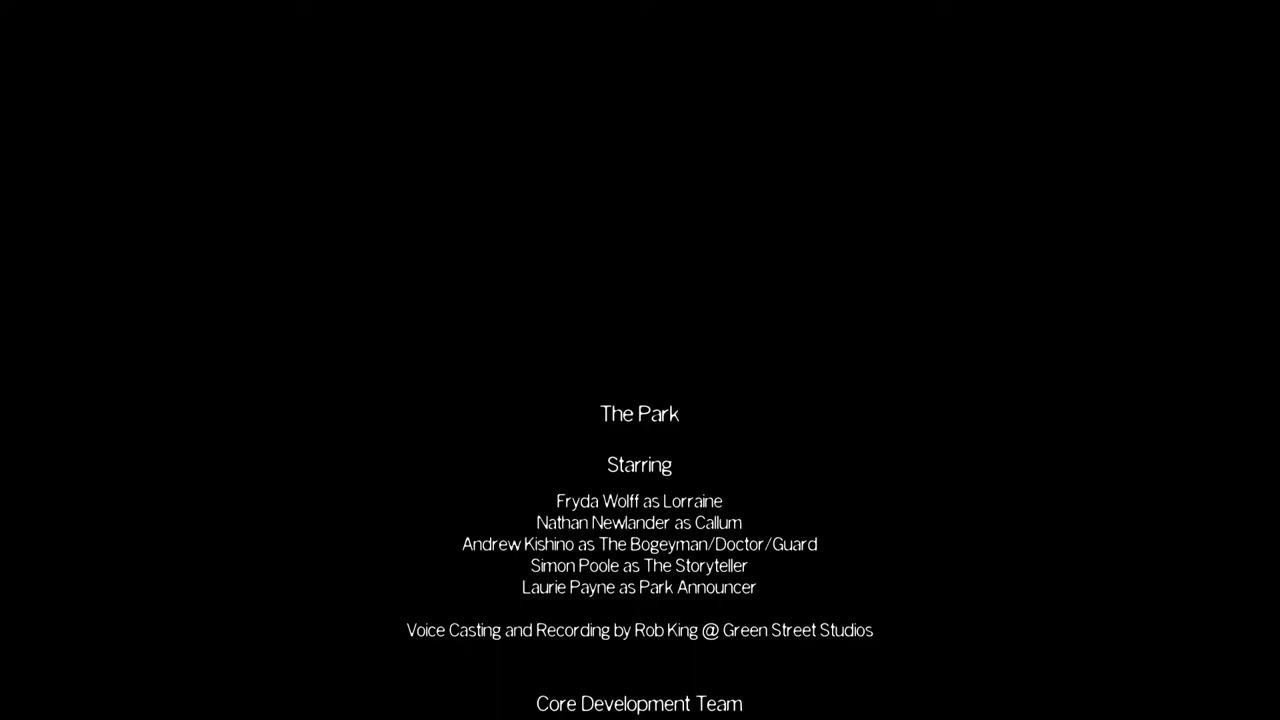 The Park
Starring
Fryda Wolff as Lorraine
Nathan Newlander as Callum
Andrew Kishino as The Bogeyman/Doctor/Guard
Simon Poole as The Storyteller
Laurie Payne as Park Announcer
Voice Casting and Recording by Rob King @ Green Street Studios
Core Development Team